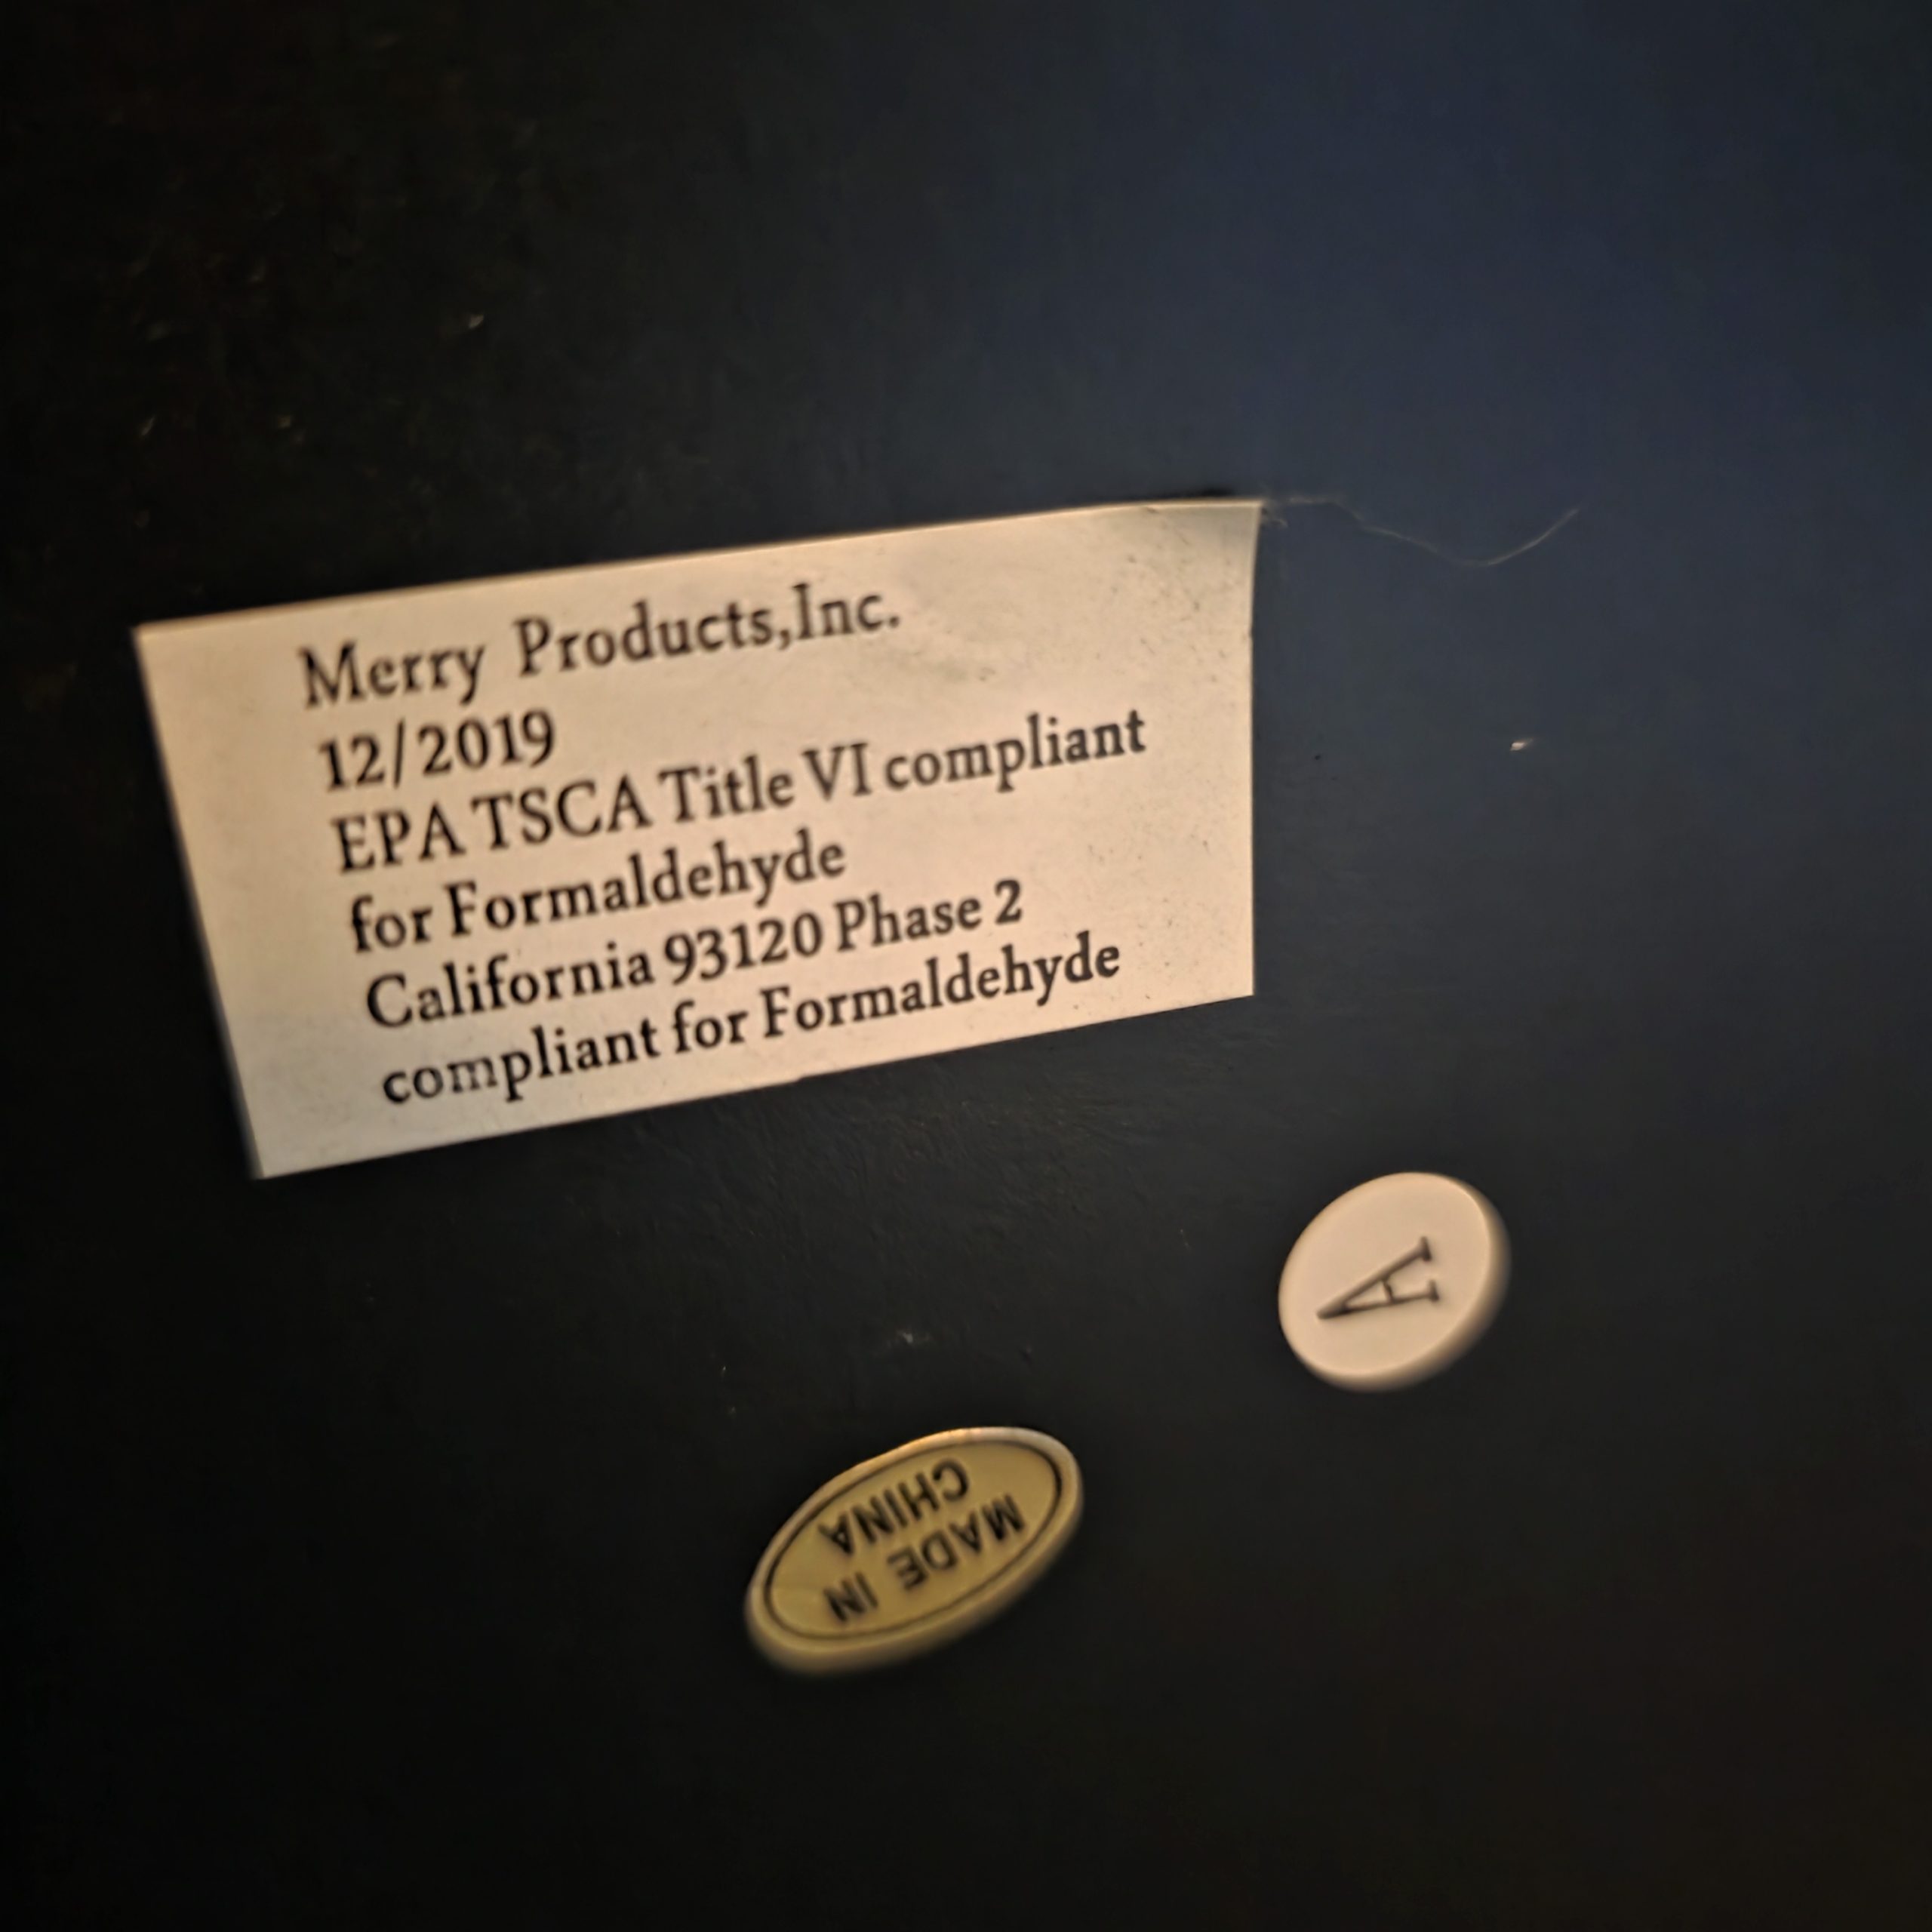 Merry Products,Inc.
12/2019
EPA TSCA Title VI compliant
for Formaldehyde
California 93120 Phase 2
compliant for Formaldehyde
A
MADE IN
CHINA